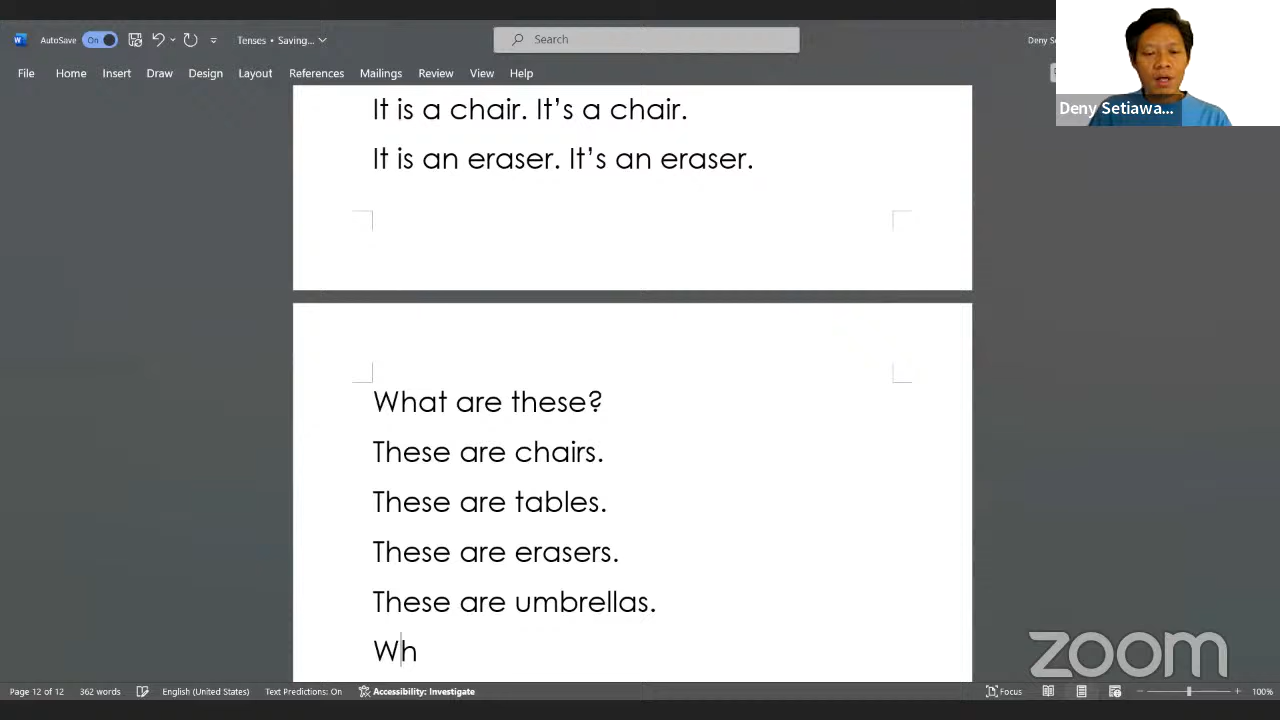 AutoSave On Tenses • Saving... Search Deny Se
File Home Insert Draw Design Layout References Mailings Review View Help
Deny Setiawa...
It is a chair. It’s a chair.
It is an eraser. It’s an eraser.
What are these?
These are chairs.
These are tables.
These are erasers.
These are umbrellas.
Wh
zoom
Page 12 of 12 362 words English (United States) Text Predictions: On Accessibility: Investigate Focus 100%